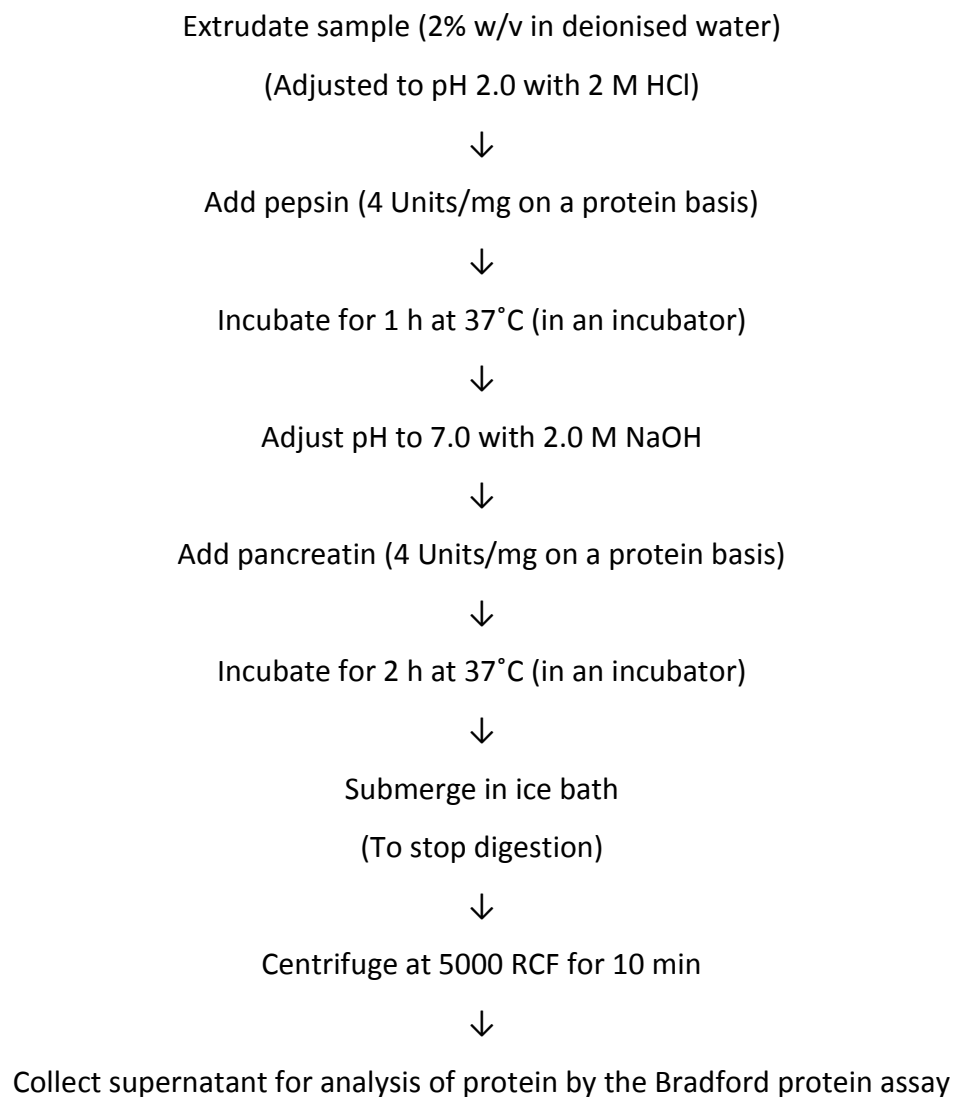 Extrudate sample (2% w/v in deionised water)
(Adjusted to pH 2.0 with 2 M HCl)
↓
Add pepsin (4 Units/mg on a protein basis)
↓
Incubate for 1 h at 37˚C (in an incubator)
↓
Adjust pH to 7.0 with 2.0 M NaOH
↓
Add pancreatin (4 Units/mg on a protein basis)
↓
Incubate for 2 h at 37˚C (in an incubator)
↓
Submerge in ice bath
(To stop digestion)
↓
Centrifuge at 5000 RCF for 10 min
↓
Collect supernatant for analysis of protein by the Bradford protein assay